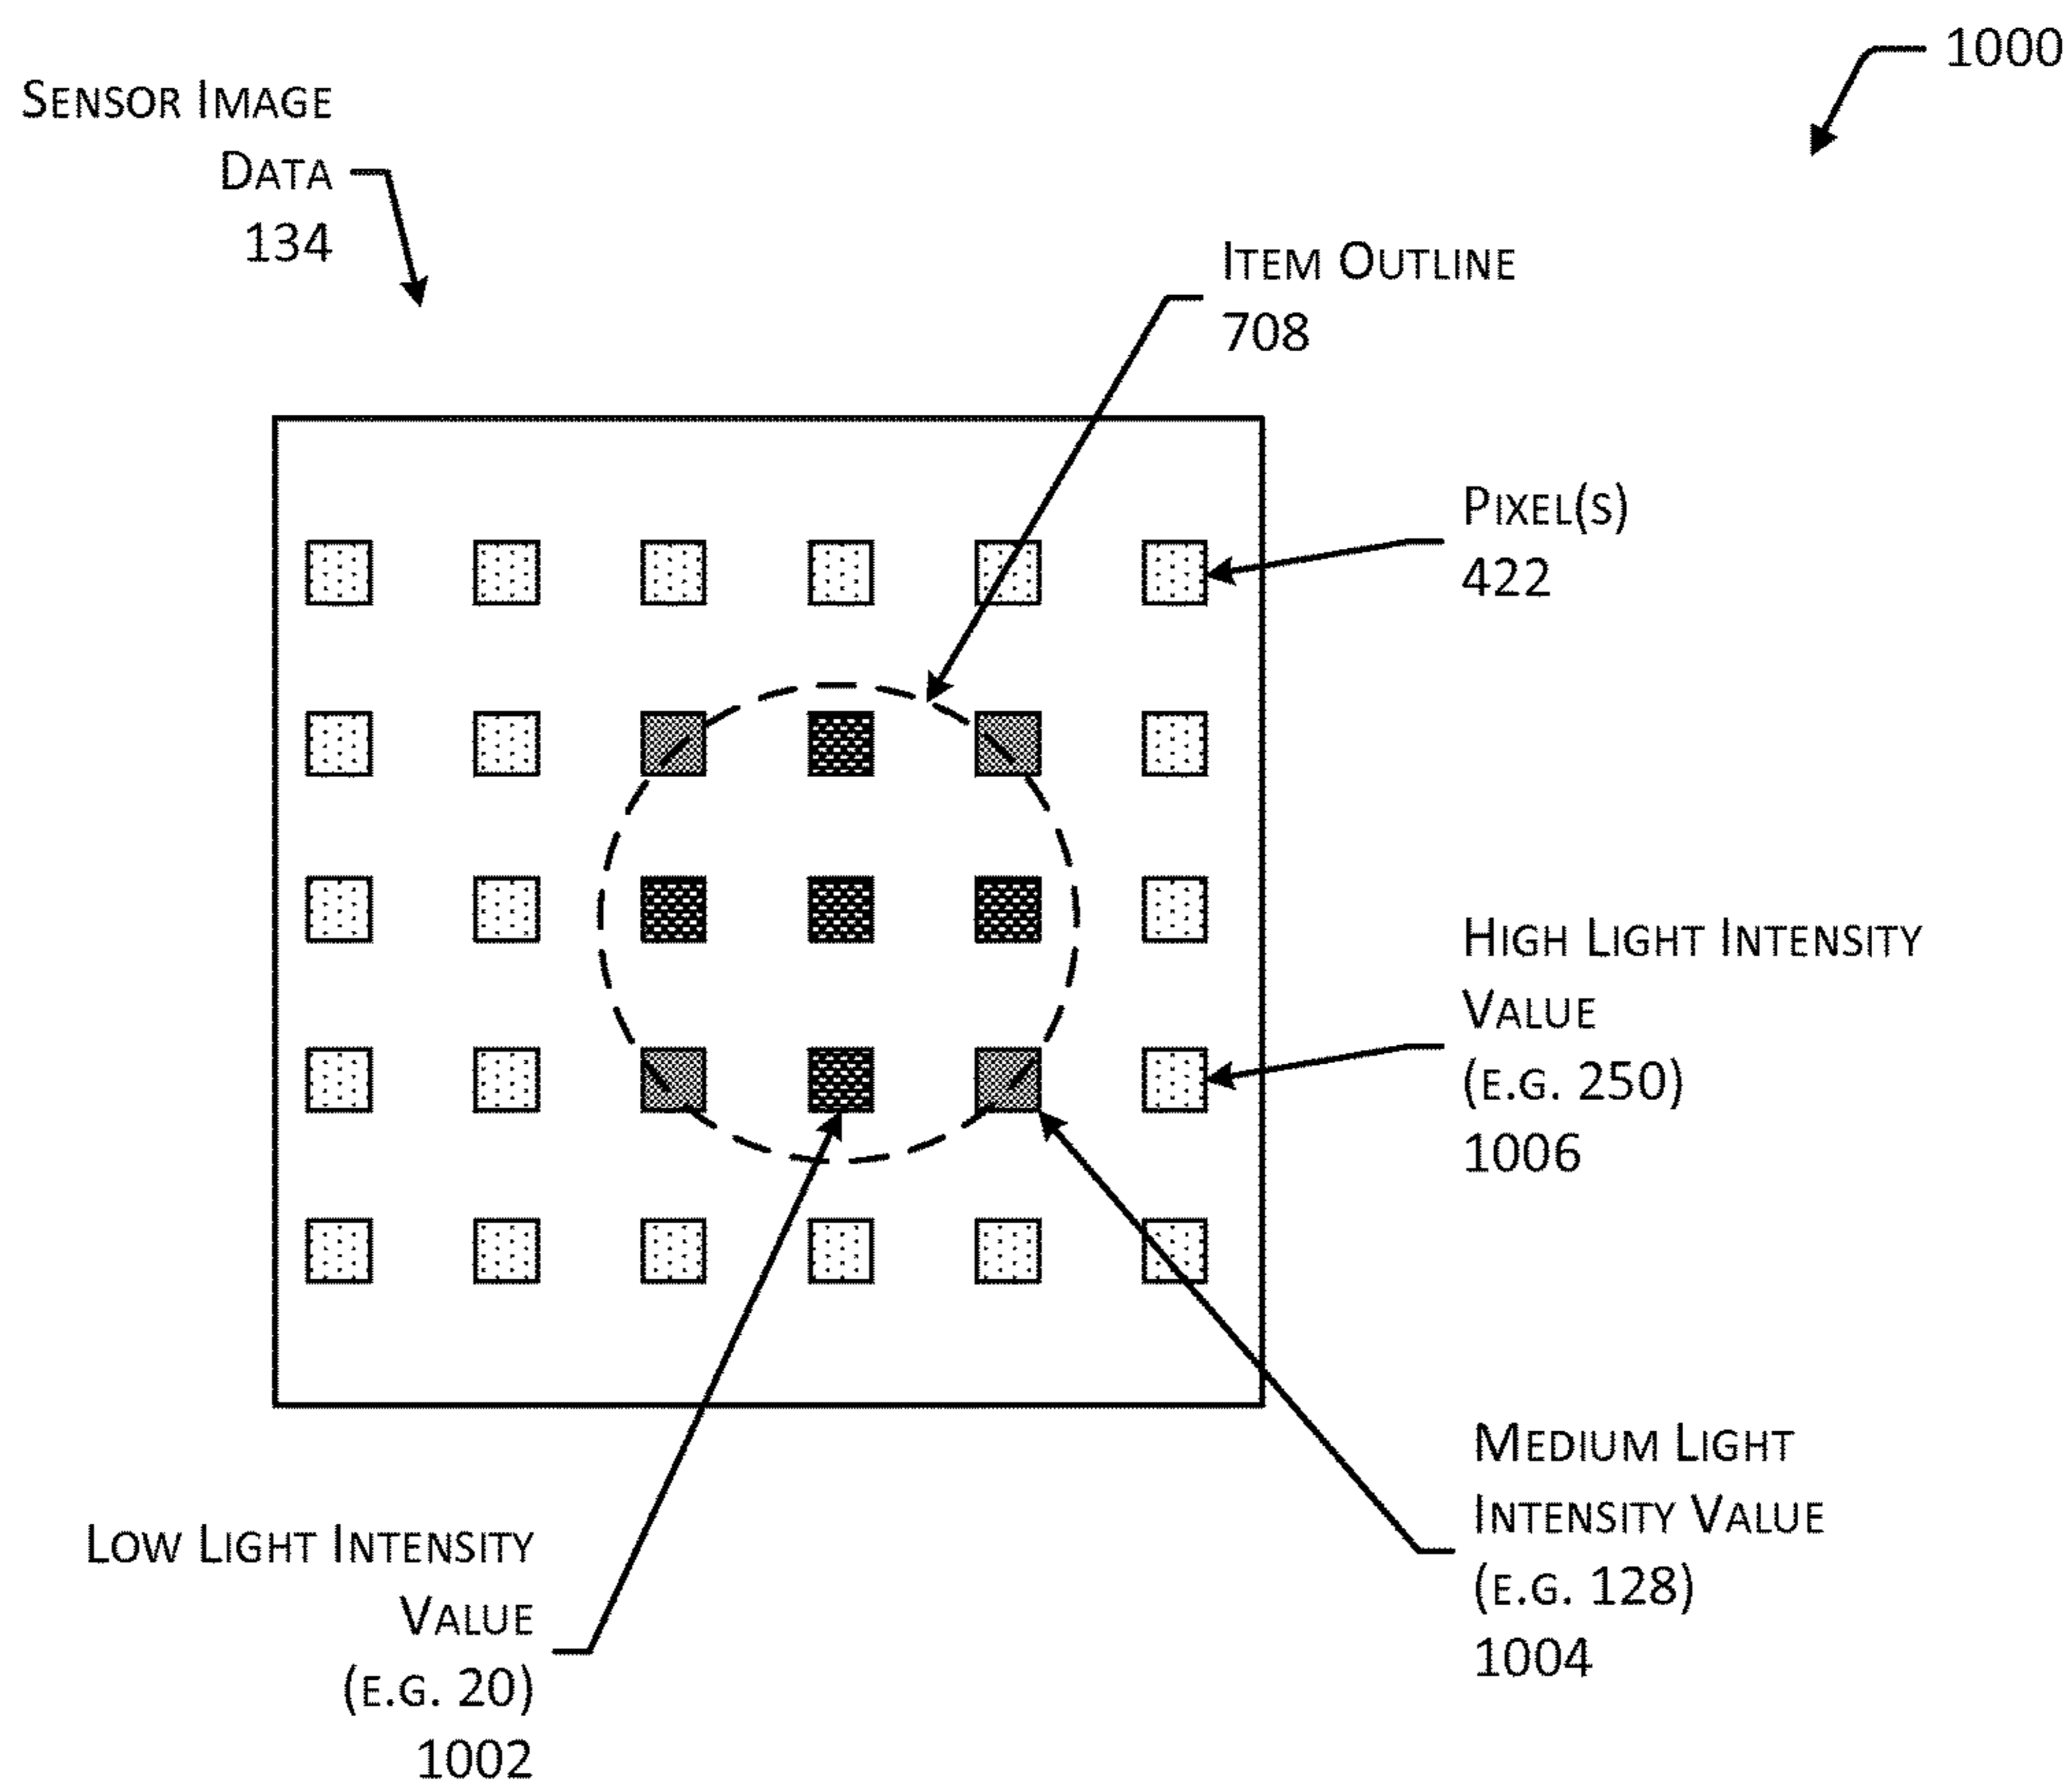 1000
SENSOR IMAGE
DATA
134
ITEM OUTLINE
708
PIXEL(S)
422
HIGH LIGHT INTENSITY
VALUE
(E.G. 250)
1006
MEDIUM LIGHT
INTENSITY VALUE
(E.G. 128)
1004
LOW LIGHT INTENSITY
VALUE
(E.G. 20)
1002